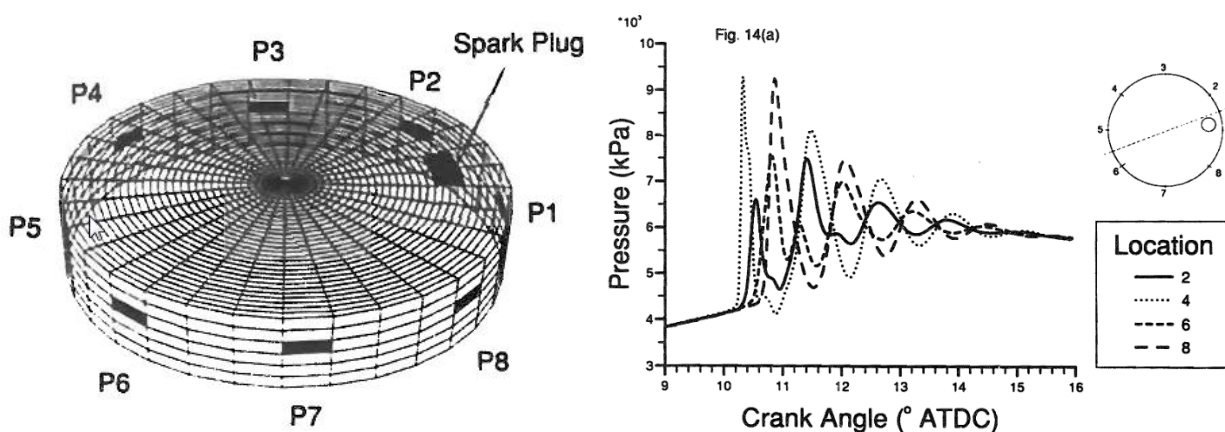 P3
Spark Plug
P2
P4
P5
P1
P6
P8
P7
Fig. 14(a)
×10³
Pressure (kPa)
10
9
8
7
6
5
4
3
9
10
11
12
13
14
15
16
Crank Angle (° ATDC)
3
4
2
5
6
8
7
Location
2
4
6
8